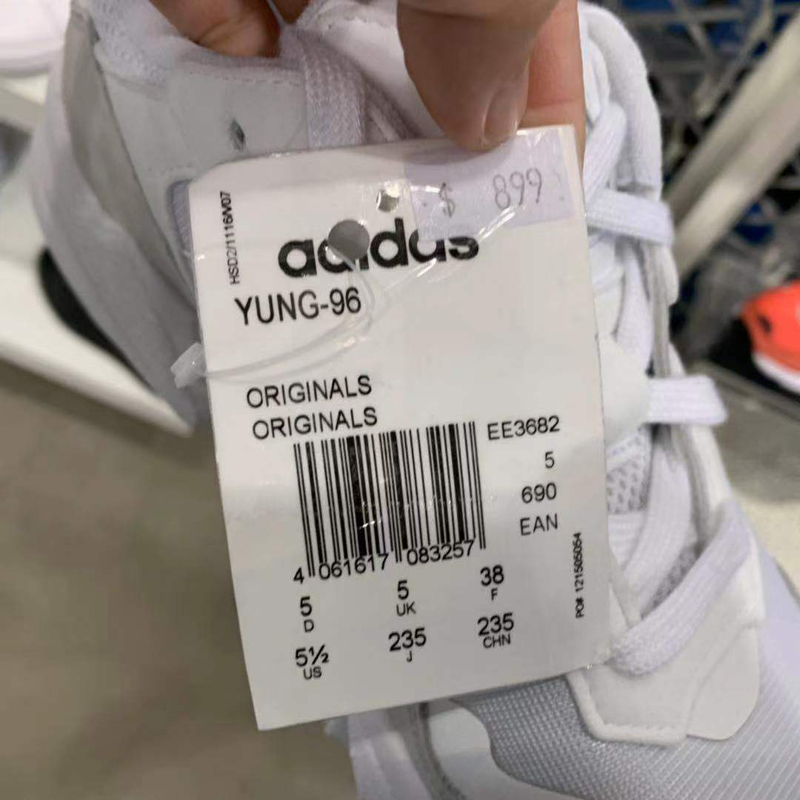 $ 899
HSD2/1116/V07
adidas
YUNG-96
ORIGINALS
ORIGINALS
EE3682
5
690
EAN
4 061617 083257
5 5 38
D UK F
5½ 235 235
US J CHN
PO# 121505054